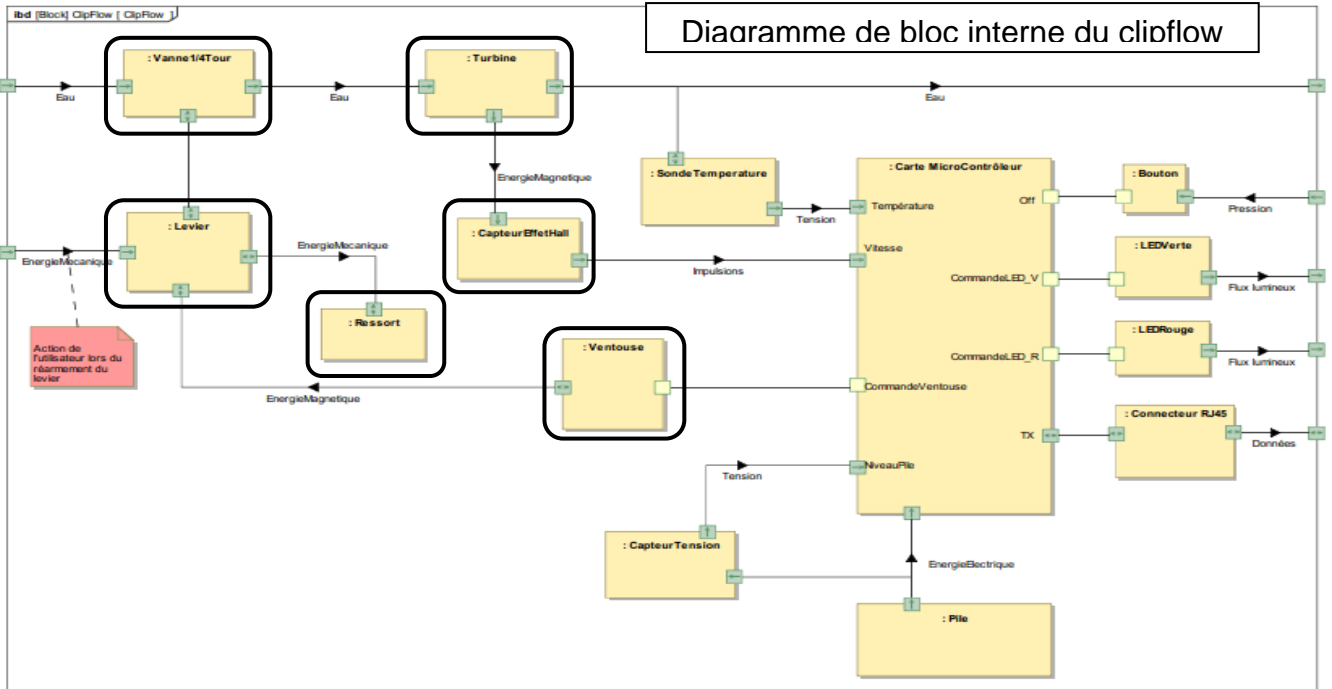 ibd [Block] ClipFlow [ ClipFlow ]
Diagramme de bloc interne du clipflow
: Vanne1/4Tour
: Turbine
Eau
Eau
Eau
EnergieMagnetique
: SondeTemperature
Tension
: Carte MicroContrôleur
Température
Vitesse
Off
CommandeLED_V
CommandeLED_R
CommandeVentouse
TX
NiveauPile
: Bouton
Pression
: Levier
EnergieMecanique
EnergieMecanique
: CapteurEffetHall
Impulsions
: LEDVerte
Flux lumineux
: Ressort
: Ventouse
: LEDRouge
Flux lumineux
Action de
l'utilisateur lors du
réarmement du
levier
EnergieMagnetique
: Connecteur RJ45
Données
Tension
: CapteurTension
EnergieElectrique
: Pile